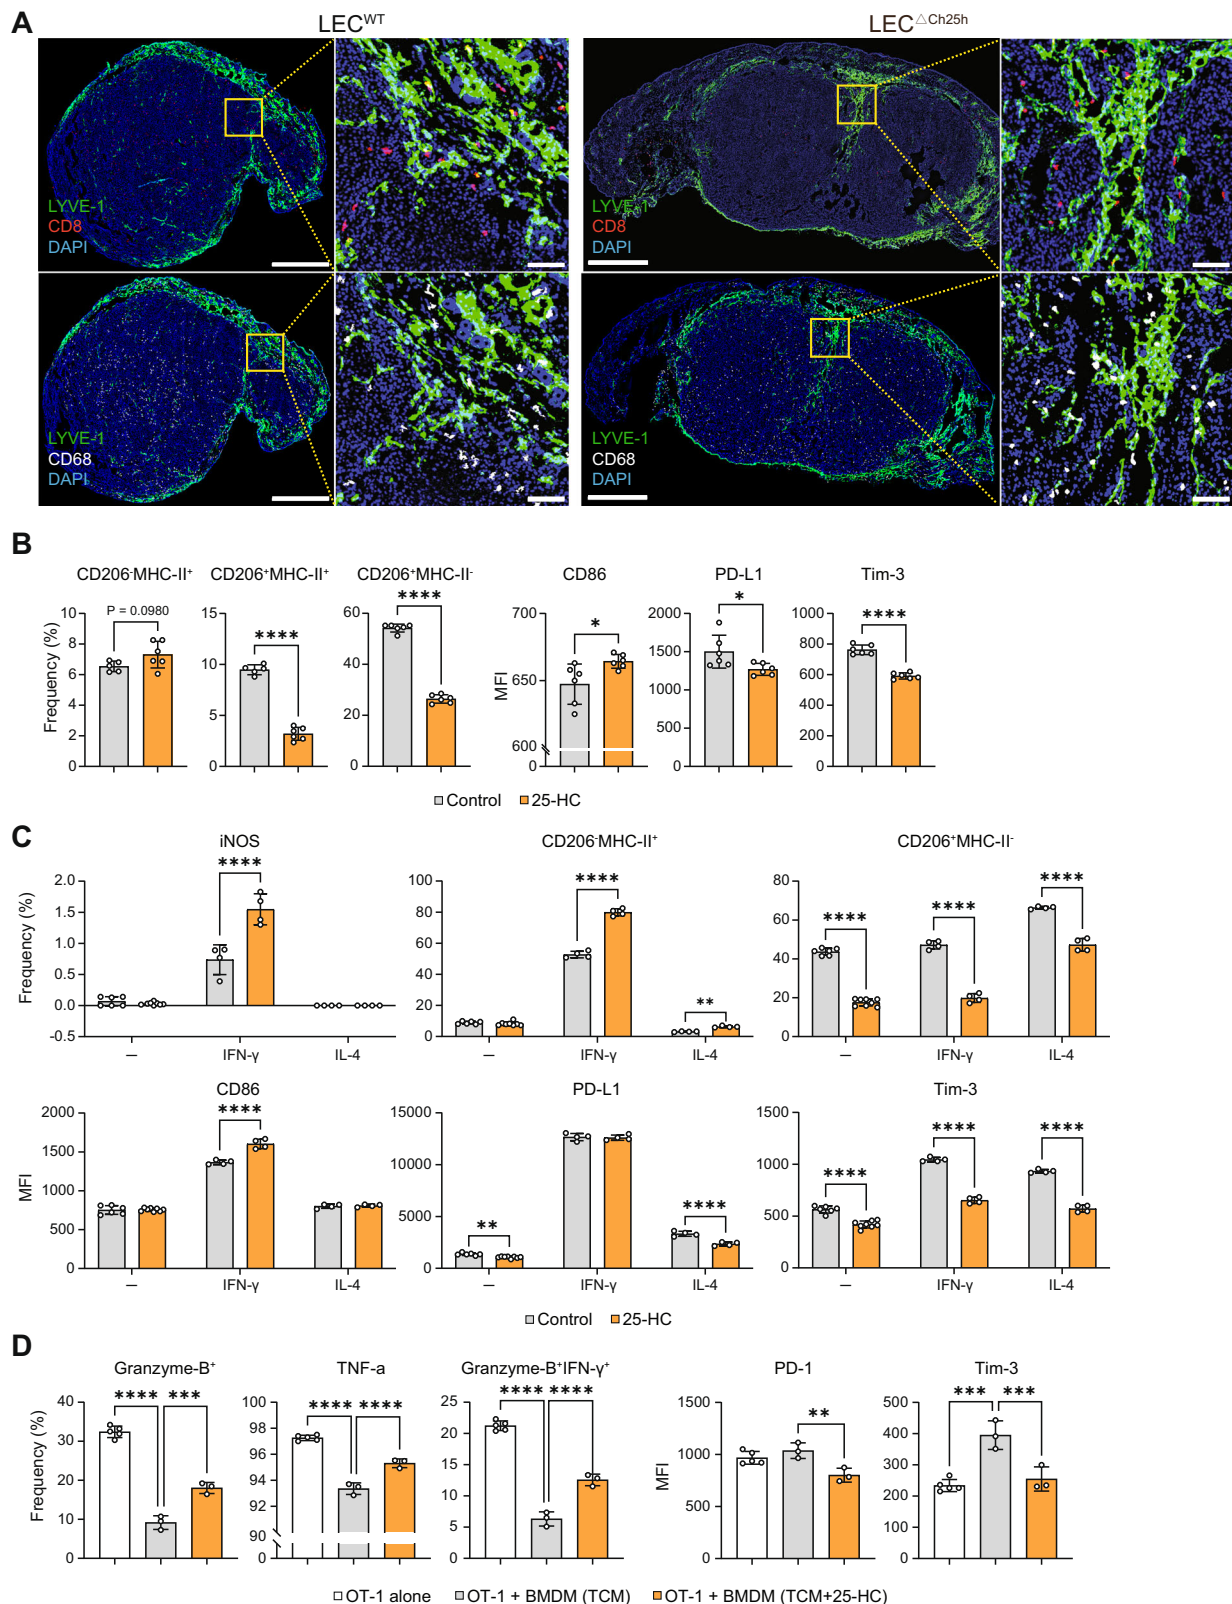 A
LEC^WT
LEC^△Ch25h
LYVE-1
CD8
DAPI
LYVE-1
CD8
DAPI
LYVE-1
CD68
DAPI
LYVE-1
CD68
DAPI
B
CD206⁻MHC-II⁺
CD206⁺MHC-II⁺
CD206⁺MHC-II⁻
CD86
PD-L1
Tim-3
Frequency (%)
10
8
6
4
2
0
P = 0.0980
15
10
5
0
****
60
40
20
0
****
MFI
700
650
600
0
*
2000
1500
1000
500
0
*
1000
800
600
400
200
0
****
Control
25-HC
C
iNOS
CD206⁻MHC-II⁺
CD206⁺MHC-II⁻
Frequency (%)
2.0
1.5
1.0
0.5
0.0
-0.5
****
– IFN-γ IL-4
100
80
60
40
20
0
****
**
– IFN-γ IL-4
80
60
40
20
0
****
****
****
– IFN-γ IL-4
CD86
PD-L1
Tim-3
MFI
2000
1500
1000
500
0
****
– IFN-γ IL-4
15000
10000
5000
0
**
****
– IFN-γ IL-4
1500
1000
500
0
****
****
****
– IFN-γ IL-4
Control
25-HC
D
Granzyme-B⁺
TNF-a
Granzyme-B⁺IFN-γ⁺
PD-1
Tim-3
Frequency (%)
40
30
20
10
0
**** ***
98
97
96
94
92
90
0
**** ****
25
20
15
10
5
0
**** ****
MFI
1500
1000
500
0
**
500
400
300
200
100
0
*** ***
OT-1 alone
OT-1 + BMDM (TCM)
OT-1 + BMDM (TCM+25-HC)